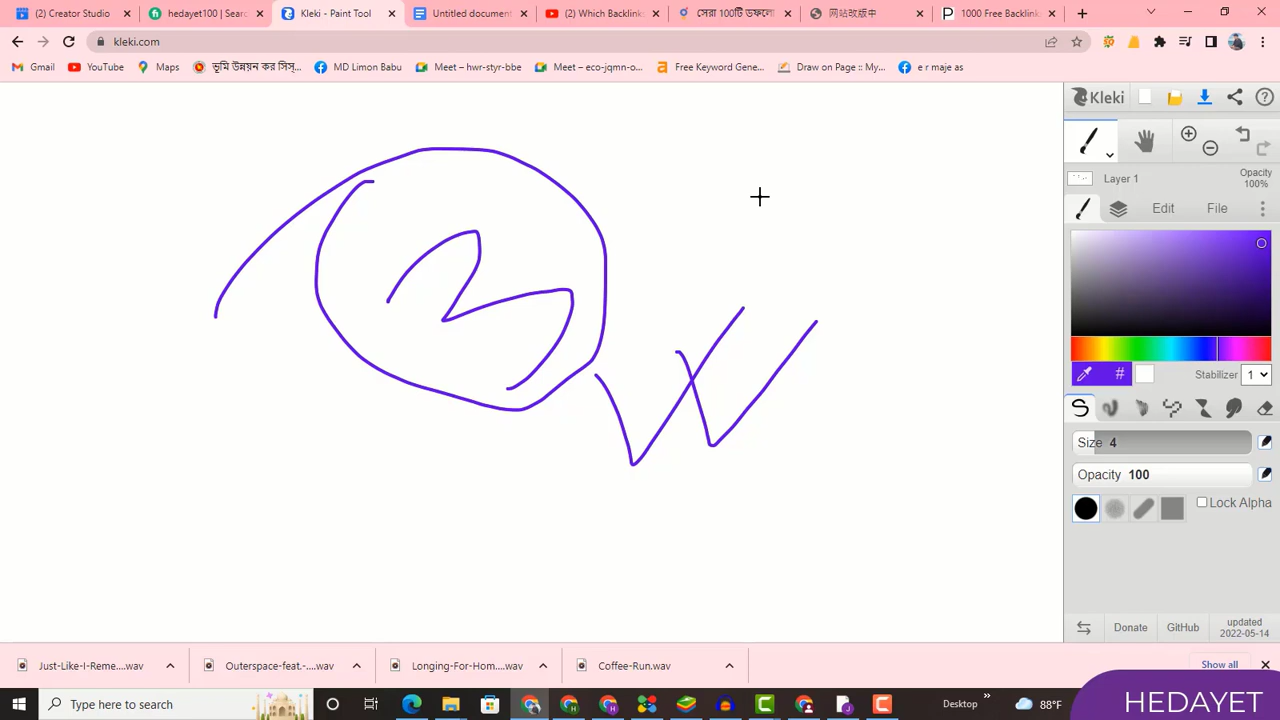 (2) Creator Studio
hedayet100 | Searc
Kleki - Paint Tool
Untitled document
(2) Which Backlinks
সেরা 100টি ডফলো
网站改版中
1000 Free Backlink
kleki.com
Gmail
YouTube
Maps
ভূমি উন্নয়ন কর সিস্...
MD Limon Babu
Meet – hwr-styr-bbe
Meet – eco-jqmn-o...
Free Keyword Gene...
Draw on Page :: My...
e r maje as
Kleki
Layer 1
Opacity
100%
Edit
File
#
Stabilizer
1
Size 4
Opacity 100
Lock Alpha
3
W
Donate
GitHub
updated
2022-05-14
Just-Like-I-Reme....wav
Outerspace-feat.-....wav
Longing-For-Hom....wav
Coffee-Run.wav
Show all
Type here to search
Desktop
88°F
HEDAYET